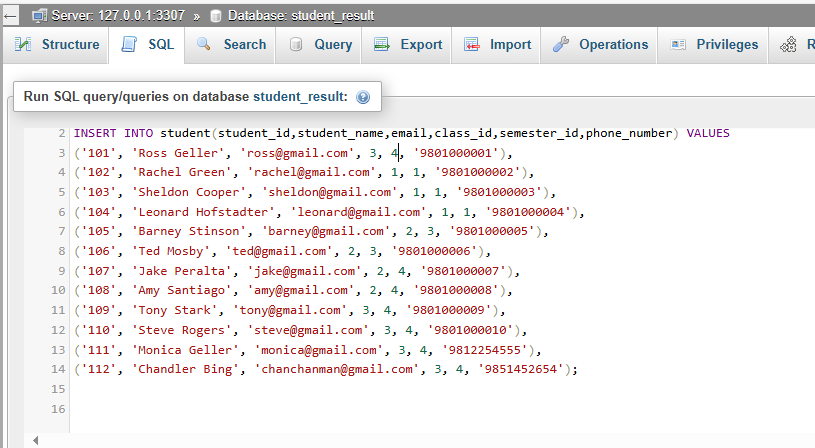 Server: 127.0.0.1:3307 » Database: student_result
Structure SQL Search Query Export Import Operations Privileges R
Run SQL query/queries on database student_result:
2 INSERT INTO student(student_id,student_name,email,class_id,semester_id,phone_number) VALUES
3 ('101', 'Ross Geller', 'ross@gmail.com', 3, 4, '9801000001'),
4 ('102', 'Rachel Green', 'rachel@gmail.com', 1, 1, '9801000002'),
5 ('103', 'Sheldon Cooper', 'sheldon@gmail.com', 1, 1, '9801000003'),
6 ('104', 'Leonard Hofstadter', 'leonard@gmail.com', 1, 1, '9801000004'),
7 ('105', 'Barney Stinson', 'barney@gmail.com', 2, 3, '9801000005'),
8 ('106', 'Ted Mosby', 'ted@gmail.com', 2, 3, '9801000006'),
9 ('107', 'Jake Peralta', 'jake@gmail.com', 2, 4, '9801000007'),
10 ('108', 'Amy Santiago', 'amy@gmail.com', 2, 4, '9801000008'),
11 ('109', 'Tony Stark', 'tony@gmail.com', 3, 4, '9801000009'),
12 ('110', 'Steve Rogers', 'steve@gmail.com', 3, 4, '9801000010'),
13 ('111', 'Monica Geller', 'monica@gmail.com', 3, 4, '9812254555'),
14 ('112', 'Chandler Bing', 'chanchanman@gmail.com', 3, 4, '9851452654');
15
16